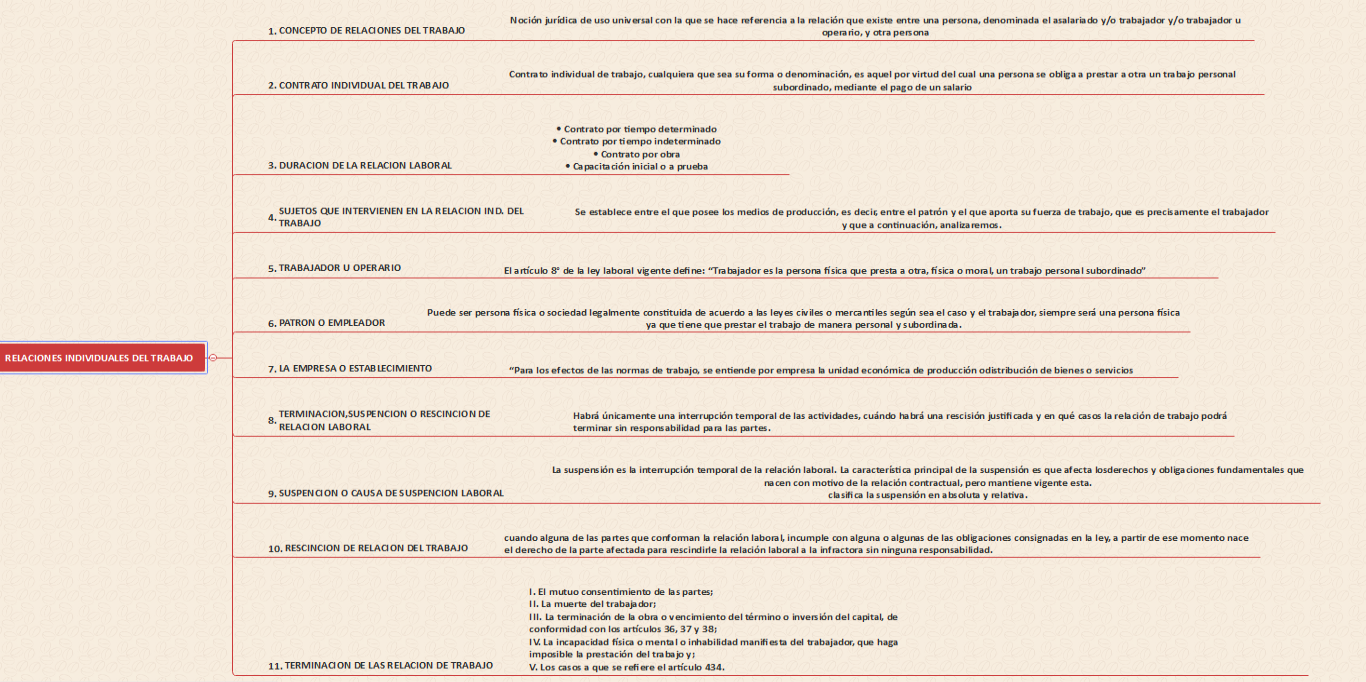 RELACIONES INDIVIDUALES DEL TRABAJO
1. CONCEPTO DE RELACIONES DEL TRABAJO
Noción jurídica de uso universal con la que se hace referencia a la relación que existe entre una persona, denominada el asalariado y/o trabajador y/o trabajador u
operario, y otra persona
2. CONTRATO INDIVIDUAL DEL TRABAJO
Contrato individual de trabajo, cualquiera que sea su forma o denominación, es aquel por virtud del cual una persona se obliga a prestar a otra un trabajo personal
subordinado, mediante el pago de un salario
3. DURACION DE LA RELACION LABORAL
• Contrato por tiempo determinado
• Contrato por tiempo indeterminado
• Contrato por obra
• Capacitación inicial o a prueba
4. SUJETOS QUE INTERVIENEN EN LA RELACION IND. DEL
TRABAJO
Se establece entre el que posee los medios de producción, es decir, entre el patrón y el que aporta su fuerza de trabajo, que es precisamente el trabajador
y que a continuación, analizaremos.
5. TRABAJADOR U OPERARIO
El artículo 8° de la ley laboral vigente define: “Trabajador es la persona física que presta a otra, física o moral, un trabajo personal subordinado”
6. PATRON O EMPLEADOR
Puede ser persona física o sociedad legalmente constituida de acuerdo a las leyes civiles o mercantiles según sea el caso y el trabajador, siempre será una persona física
ya que tiene que prestar el trabajo de manera personal y subordinada.
7. LA EMPRESA O ESTABLECIMIENTO
“Para los efectos de las normas de trabajo, se entiende por empresa la unidad económica de producción odistribución de bienes o servicios
8. TERMINACION,SUSPENCION O RESCINCION DE
RELACION LABORAL
Habrá únicamente una interrupción temporal de las actividades, cuándo habrá una rescisión justificada y en qué casos la relación de trabajo podrá
terminar sin responsabilidad para las partes.
9. SUSPENCION O CAUSA DE SUSPENCION LABORAL
La suspensión es la interrupción temporal de la relación laboral. La característica principal de la suspensión es que afecta losderechos y obligaciones fundamentales que
nacen con motivo de la relación contractual, pero mantiene vigente esta.
clasifica la suspensión en absoluta y relativa.
10. RESCINCION DE RELACION DEL TRABAJO
cuando alguna de las partes que conforman la relación laboral, incumple con alguna o algunas de las obligaciones consignadas en la ley, a partir de ese momento nace
el derecho de la parte afectada para rescindirle la relación laboral a la infractora sin ninguna responsabilidad.
11. TERMINACION DE LAS RELACION DE TRABAJO
I. El mutuo consentimiento de las partes;
II. La muerte del trabajador;
III. La terminación de la obra o vencimiento del término o inversión del capital, de
conformidad con los artículos 36, 37 y 38;
IV. La incapacidad física o mental o inhabilidad manifiesta del trabajador, que haga
imposible la prestación del trabajo y;
V. Los casos a que se refiere el artículo 434.